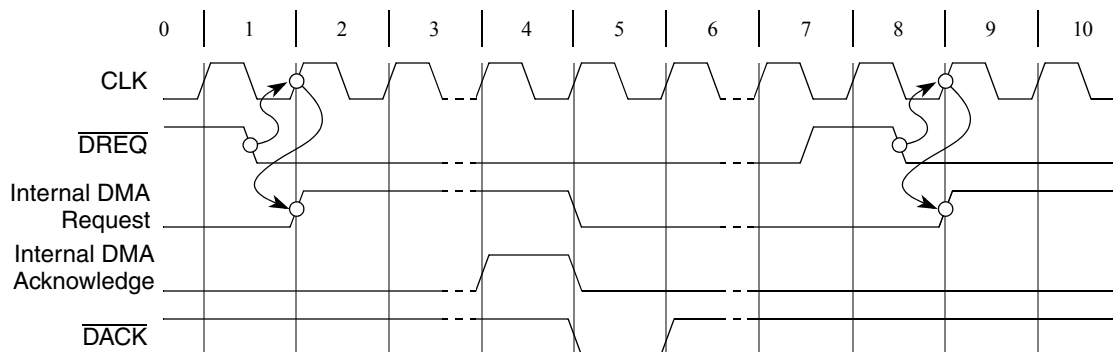 0 1 2 3 4 5 6 7 8 9 10
CLK
DREQ
Internal DMA
Request
Internal DMA
Acknowledge
DACK